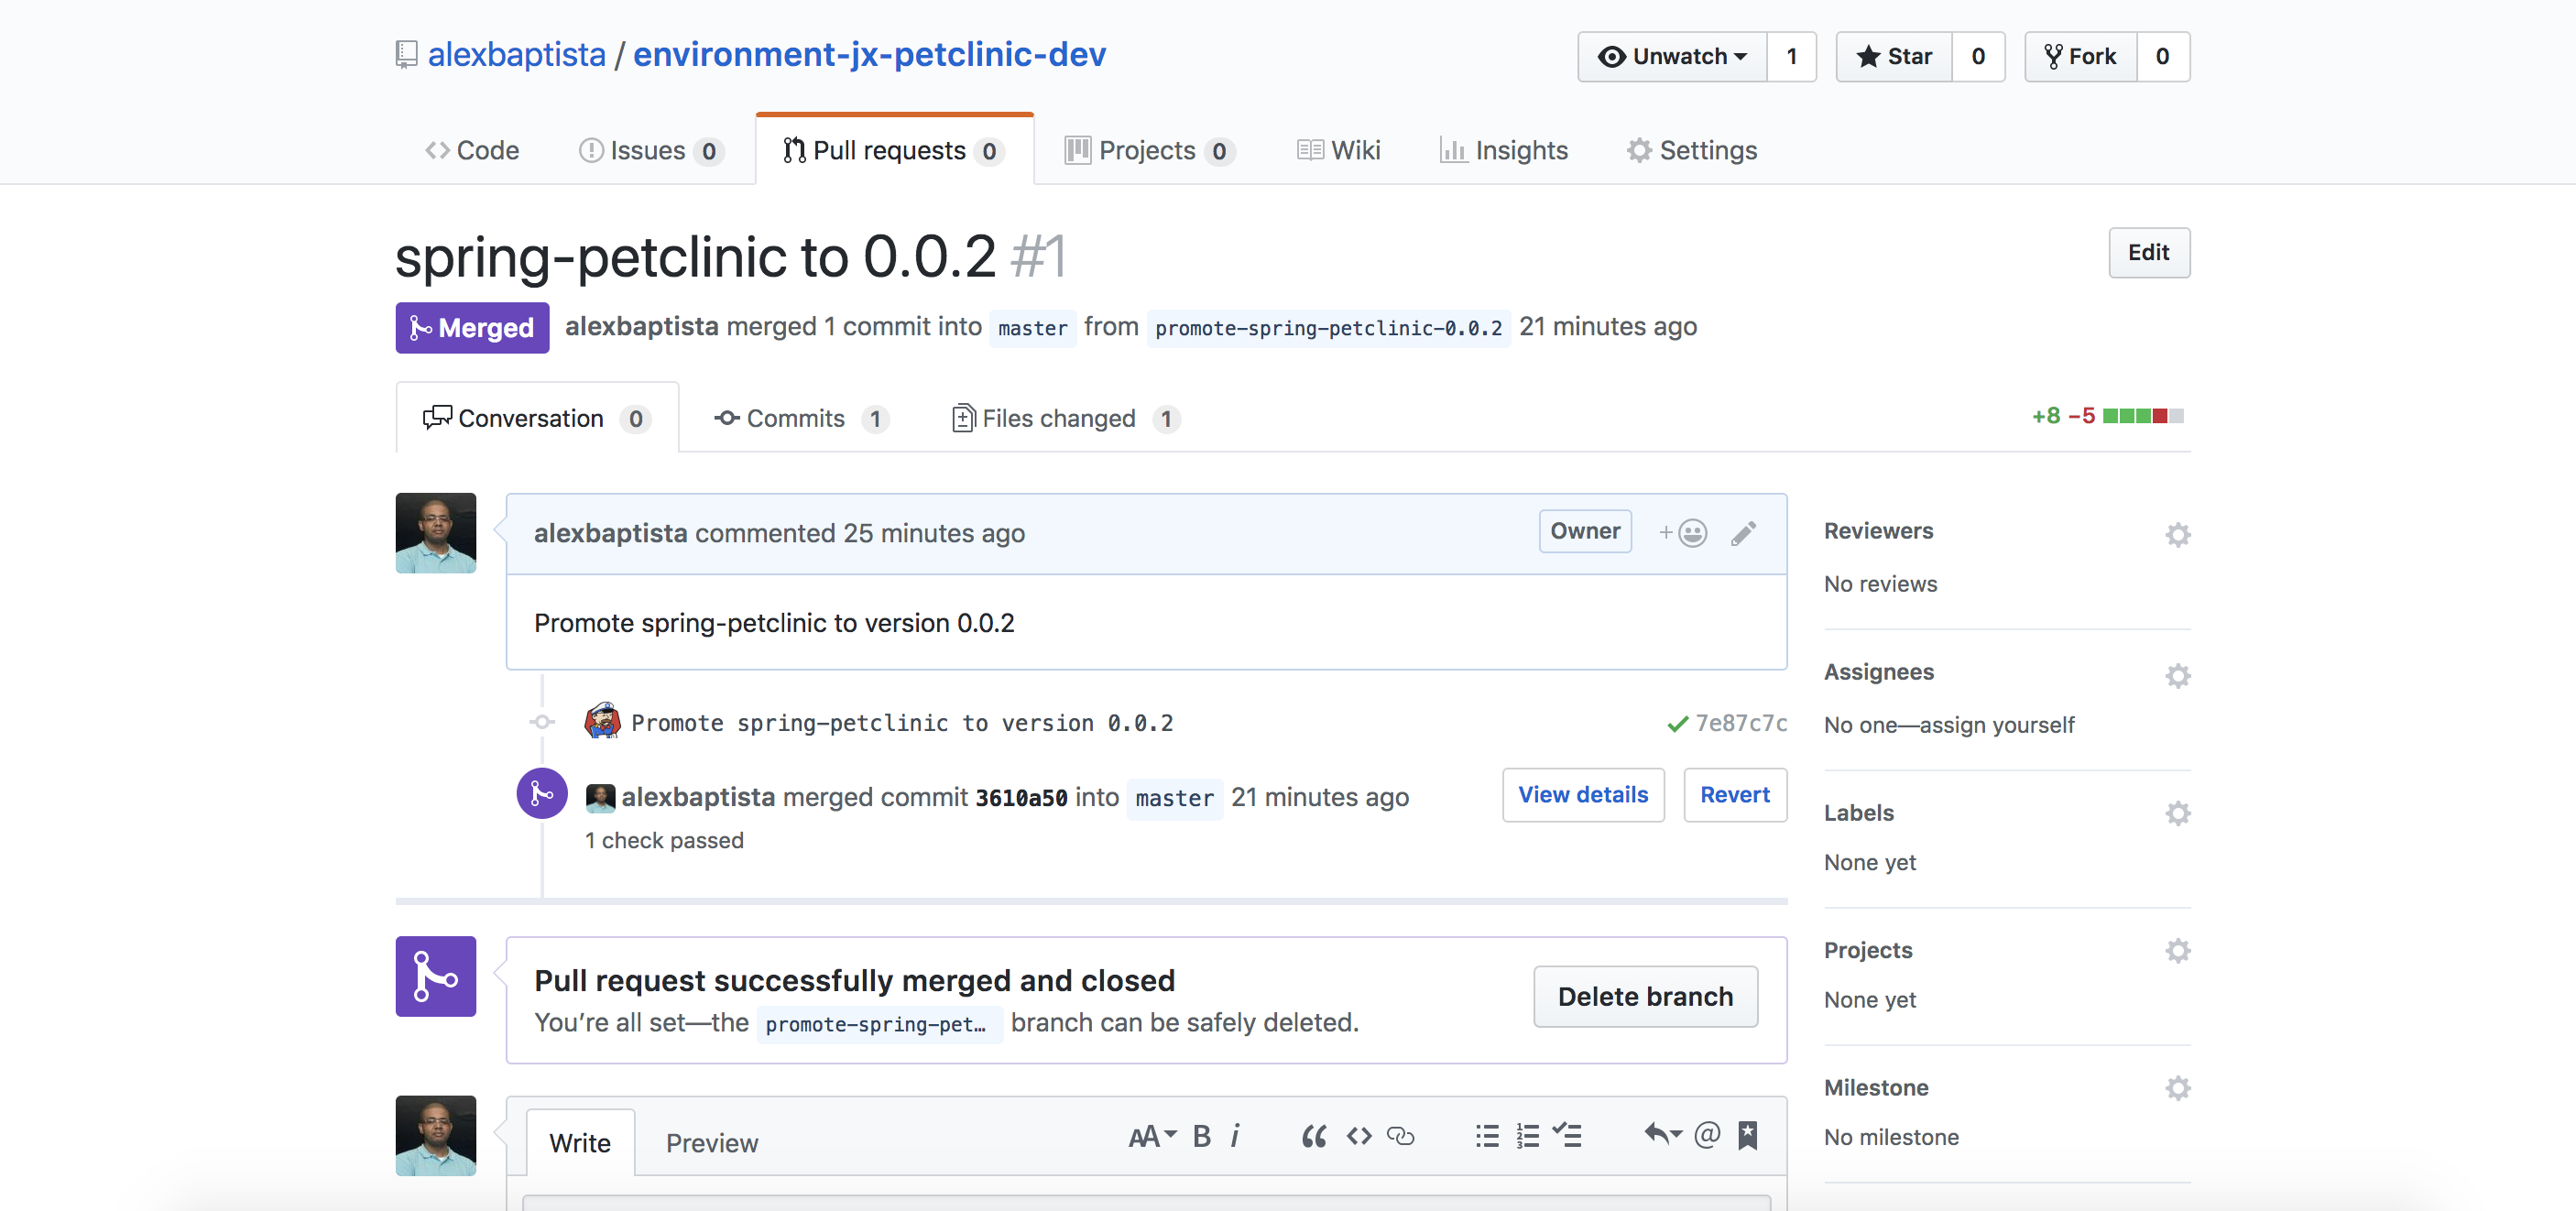 alexbaptista / environment-jx-petclinic-dev
Unwatch 1 Star 0 Fork 0
Code Issues 0 Pull requests 0 Projects 0 Wiki Insights Settings
spring-petclinic to 0.0.2 #1
Edit
Merged alexbaptista merged 1 commit into master from promote-spring-petclinic-0.0.2 21 minutes ago
Conversation 0 Commits 1 Files changed 1 +8 −5
alexbaptista commented 25 minutes ago Owner +
Promote spring-petclinic to version 0.0.2
Promote spring-petclinic to version 0.0.2 7e87c7c
alexbaptista merged commit 3610a50 into master 21 minutes ago View details Revert
1 check passed
Pull request successfully merged and closed
You're all set—the promote-spring-pet… branch can be safely deleted.
Delete branch
Write Preview AA B i “ <> @
Reviewers
No reviews
Assignees
No one—assign yourself
Labels
None yet
Projects
None yet
Milestone
No milestone